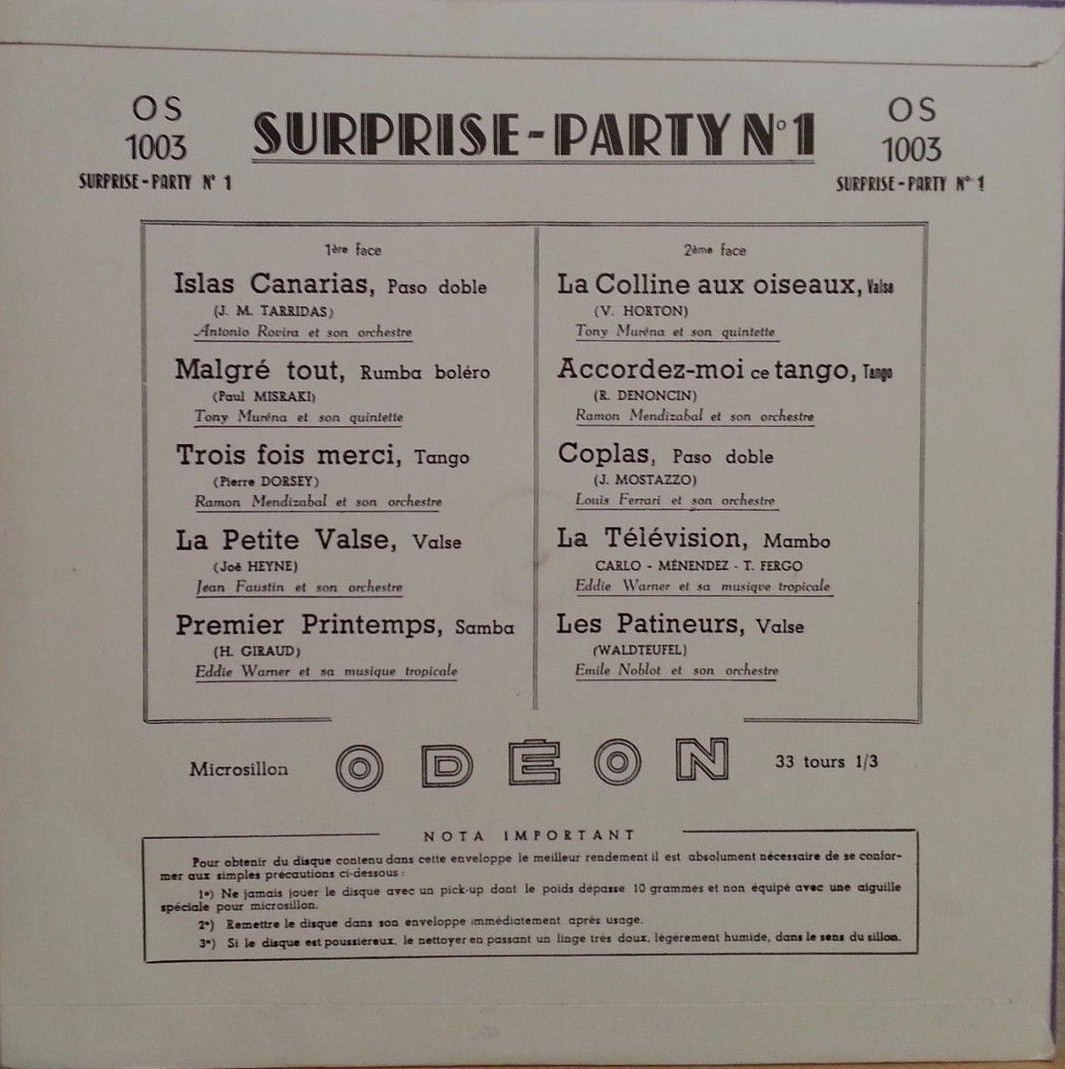 OS
1003
SURPRISE-PARTY N° 1
SURPRISE-PARTY N° 1
OS
1003
SURPRISE-PARTY N° 1
1ère face
Islas Canarias, Paso doble
(J. M. TARRIDAS)
Antonio Rovira et son orchestre
Malgré tout, Rumba boléro
(Paul MISRAKI)
Tony Muréna et son quintette
Trois fois merci, Tango
(Pierre DORSEY)
Ramon Mendizabal et son orchestre
La Petite Valse, Valse
(Joë HEYNE)
Jean Faustin et son orchestre
Premier Printemps, Samba
(H. GIRAUD)
Eddie Warner et sa musique tropicale
2ème face
La Colline aux oiseaux, Valse
(V. HORTON)
Tony Muréna et son quintette
Accordez-moi ce tango, Tango
(R. DENONCIN)
Ramon Mendizabal et son orchestre
Coplas, Paso doble
(J. MOSTAZZO)
Louis Ferrari et son orchestre
La Télévision, Mambo
CARLO - MÉNENDEZ - T. FERGO
Eddie Warner et sa musique tropicale
Les Patineurs, Valse
(WALDTEUFEL)
Emile Noblot et son orchestre
Microsillon ODÉON 33 tours 1/3
NOTA IMPORTANT
Pour obtenir du disque contenu dans cette enveloppe le meilleur rendement il est absolument nécessaire de se confor-
mer aux simples précautions ci-dessous :
1°) Ne jamais jouer le disque avec un pick-up dont le poids dépasse 10 grammes et non équipé avec une aiguille
spéciale pour microsillon.
2°) Remettre le disque dans son enveloppe immédiatement après usage.
3°) Si le disque est poussiéreux, le nettoyer en passant un linge très doux, légèrement humide, dans le sens du sillon.